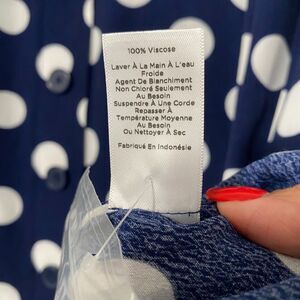 100% Viscose
Laver À La Main À L'eau
Froide
Agent De Blanchiment
Non Chloré Seulement
Au Besoin
Suspendre À Une Corde
Repasser À
Température Moyenne
Au Besoin
Ou Nettoyer À Sec
Fabriqué En Indonésie